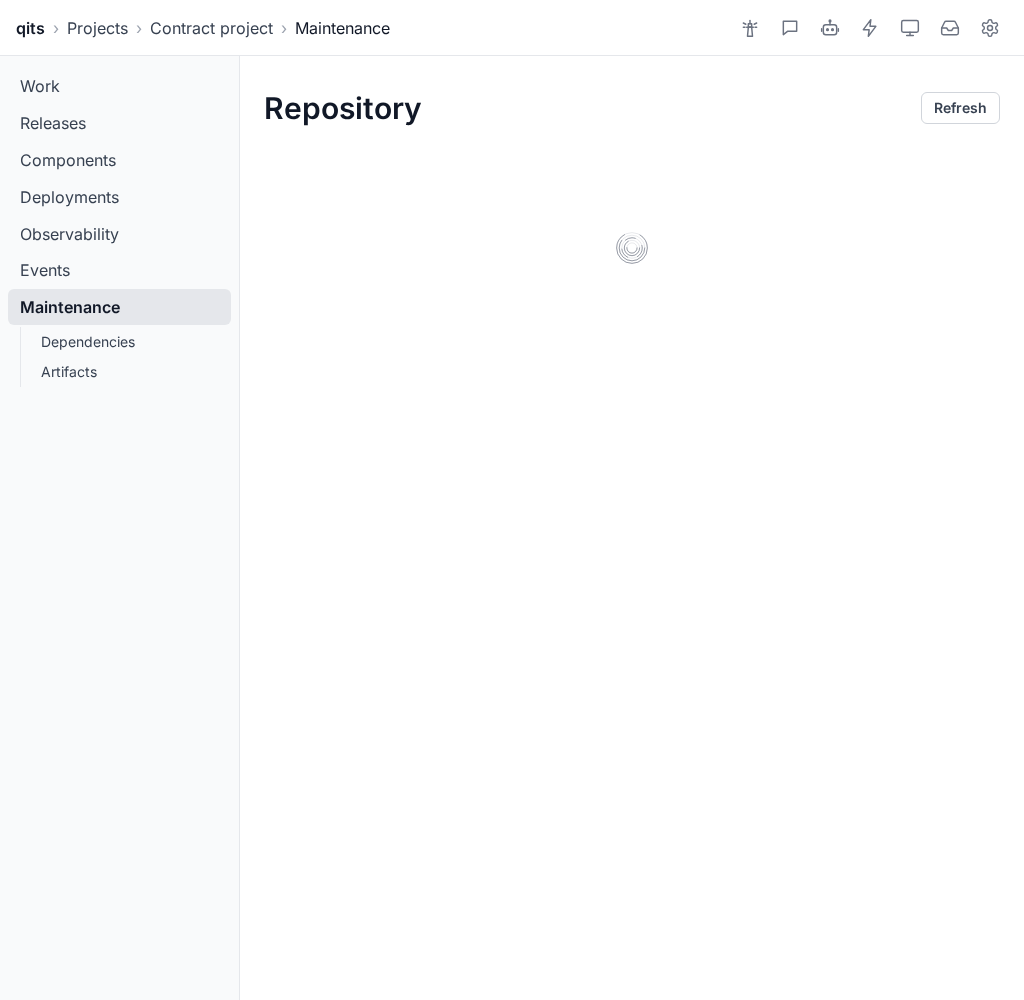 qits › Projects › Contract project › Maintenance
Work
Releases
Components
Deployments
Observability
Events
Maintenance
Dependencies
Artifacts
Repository
Refresh